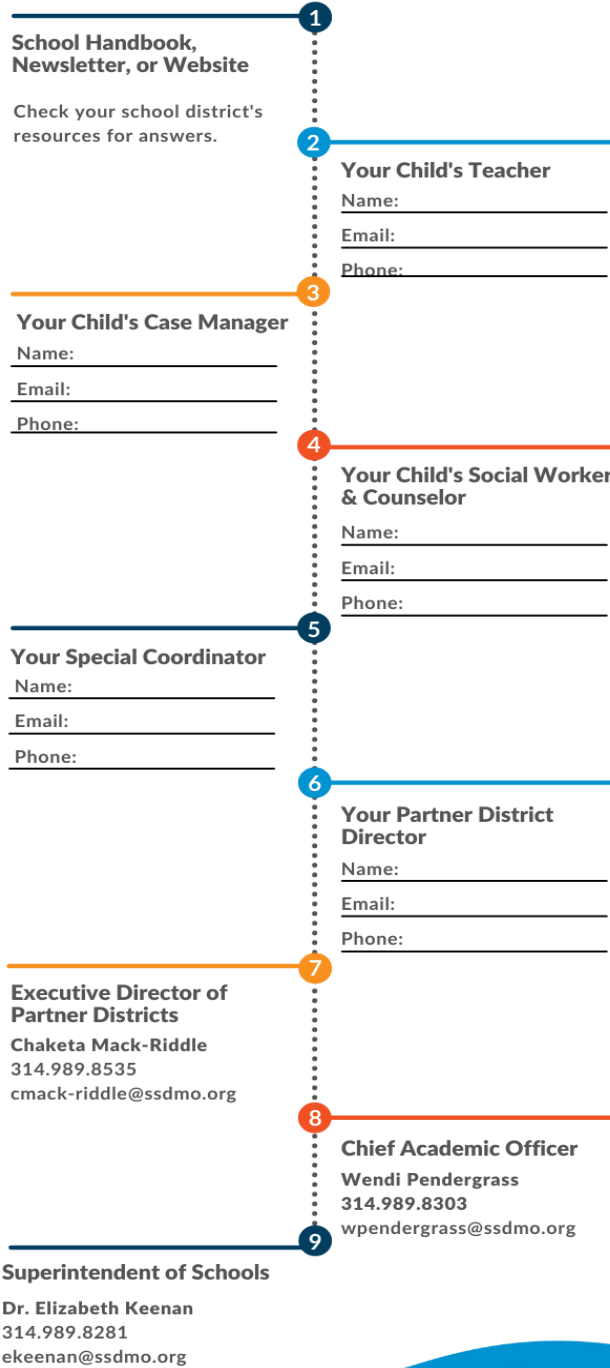 1
School Handbook,
Newsletter, or Website
Check your school district's
resources for answers.
2
Your Child's Teacher
Name:
Email:
Phone:
3
Your Child's Case Manager
Name:
Email:
Phone:
4
Your Child's Social Worker
& Counselor
Name:
Email:
Phone:
5
Your Special Coordinator
Name:
Email:
Phone:
6
Your Partner District
Director
Name:
Email:
Phone:
7
Executive Director of
Partner Districts
Chaketa Mack-Riddle
314.989.8535
cmack-riddle@ssdmo.org
8
Chief Academic Officer
Wendi Pendergrass
314.989.8303
wpendergrass@ssdmo.org
9
Superintendent of Schools
Dr. Elizabeth Keenan
314.989.8281
ekeenan@ssdmo.org